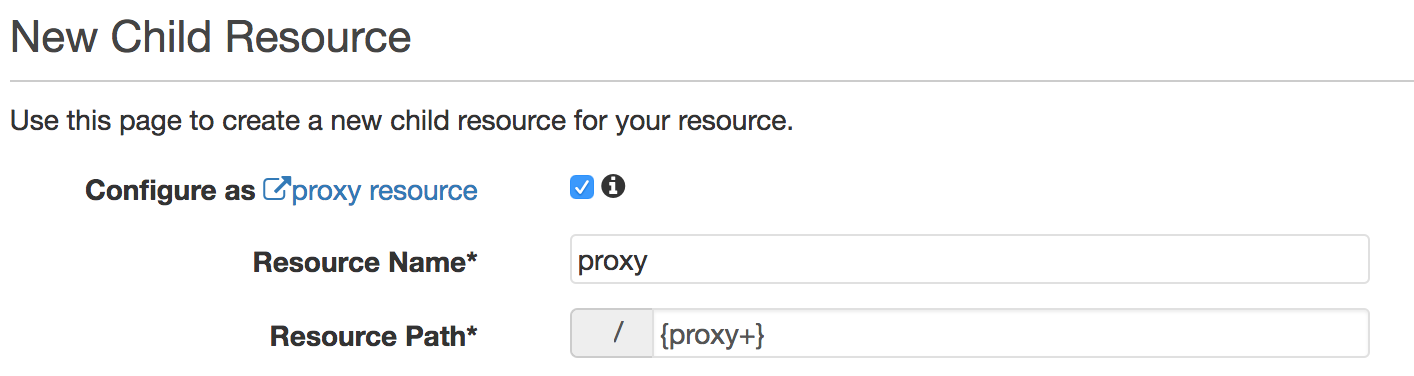 New Child Resource
Use this page to create a new child resource for your resource.
Configure as proxy resource
Resource Name* proxy
Resource Path* / {proxy+}